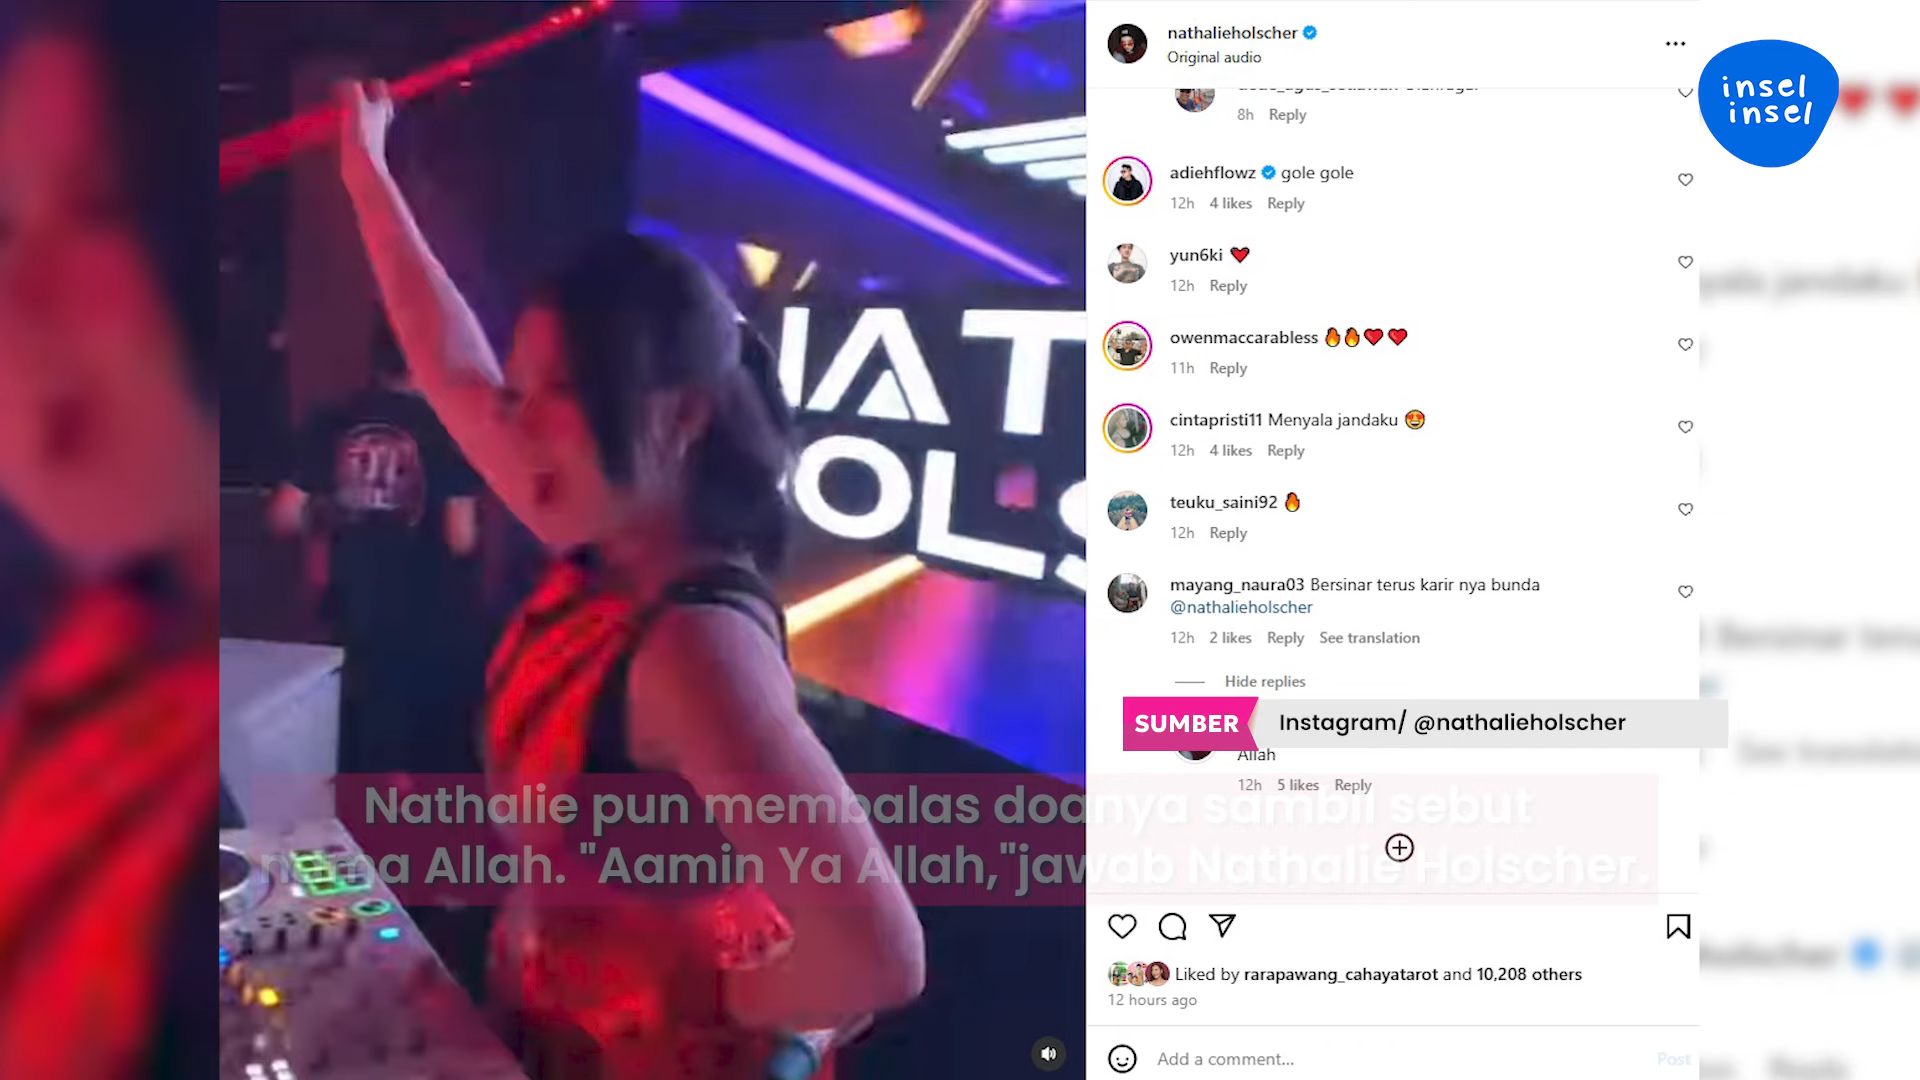 NAT
HOLS
nathalieholscher
Original audio
insel
insel
8h Reply
adiehflowz gole gole
12h 4 likes Reply
yun6ki
12h Reply
owenmaccarabless
11h Reply
cintapristi11 Menyala jandaku
12h 4 likes Reply
teuku_saini92
12h Reply
mayang_naura03 Bersinar terus karir nya bunda
@nathalieholscher
12h 2 likes Reply See translation
Hide replies
SUMBER Instagram/ @nathalieholscher
Allah
12h 5 likes Reply
Nathalie pun membalas doanya sambil sebut
nama Allah. "Aamin Ya Allah,"jawab Nathalie Holscher.
Liked by rarapawang_cahayatarot and 10,208 others
12 hours ago
Add a comment...
Post